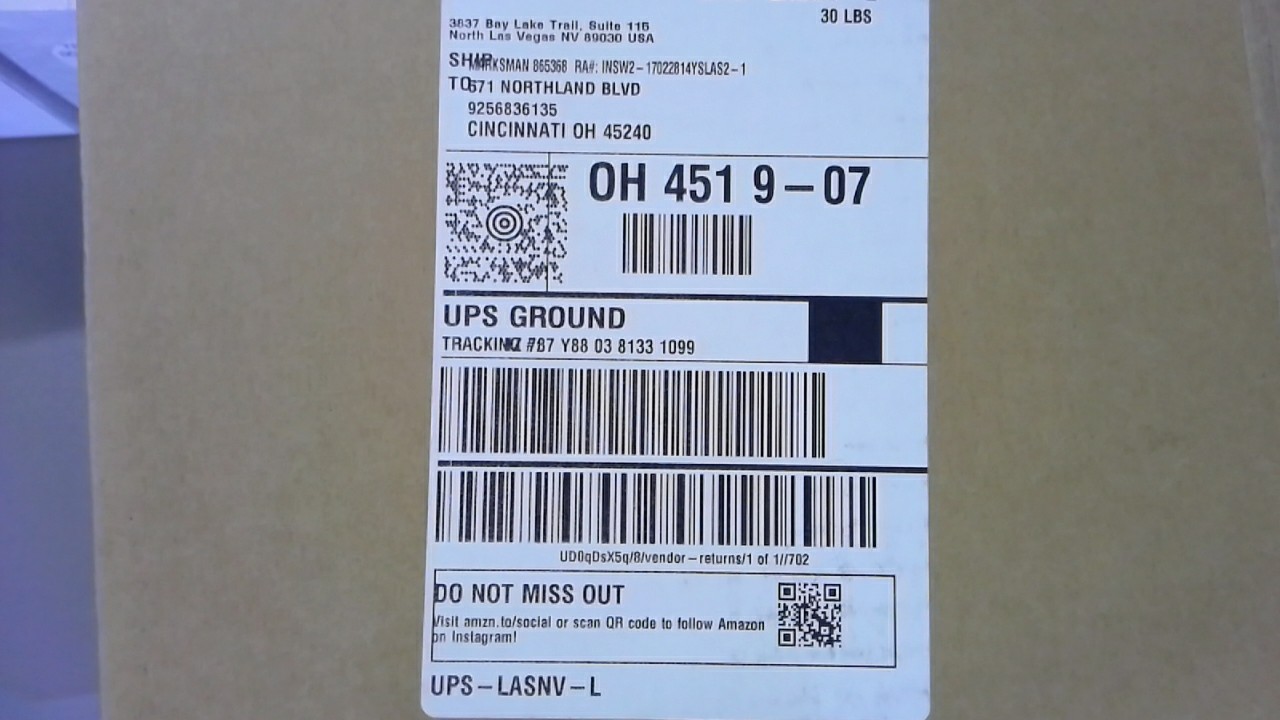 30 LBS
3837 Bay Lake Trail, Suite 115
North Las Vegas NV 89030 USA
SHIP
MARKSMAN 865368 RA#: INSW2-17022814YSLAS2-1
TO
671 NORTHLAND BLVD
9256836135
CINCINNATI OH 45240
OH 451 9-07
UPS GROUND
TRACKING #: Y88 03 8133 1099
UD0qDsX5q/8/vendor-returns/1 of 1//702
DO NOT MISS OUT
Visit amzn.to/social or scan QR code to follow Amazon
on Instagram!
UPS-LASNV-L